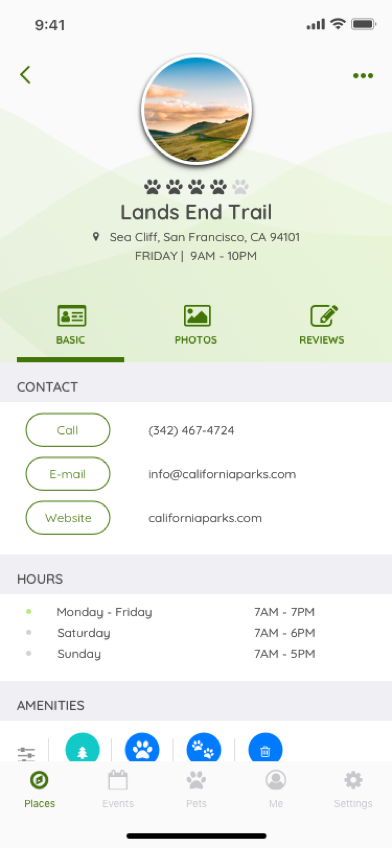 9:41
Lands End Trail
Sea Cliff, San Francisco, CA 94101
FRIDAY | 9AM - 10PM
BASIC PHOTOS REVIEWS
CONTACT
Call (342) 467-4724
E-mail info@californiaparks.com
Website californiaparks.com
HOURS
Monday - Friday 7AM - 7PM
Saturday 7AM - 6PM
Sunday 7AM - 5PM
AMENITIES
Places Events Pets Me Settings